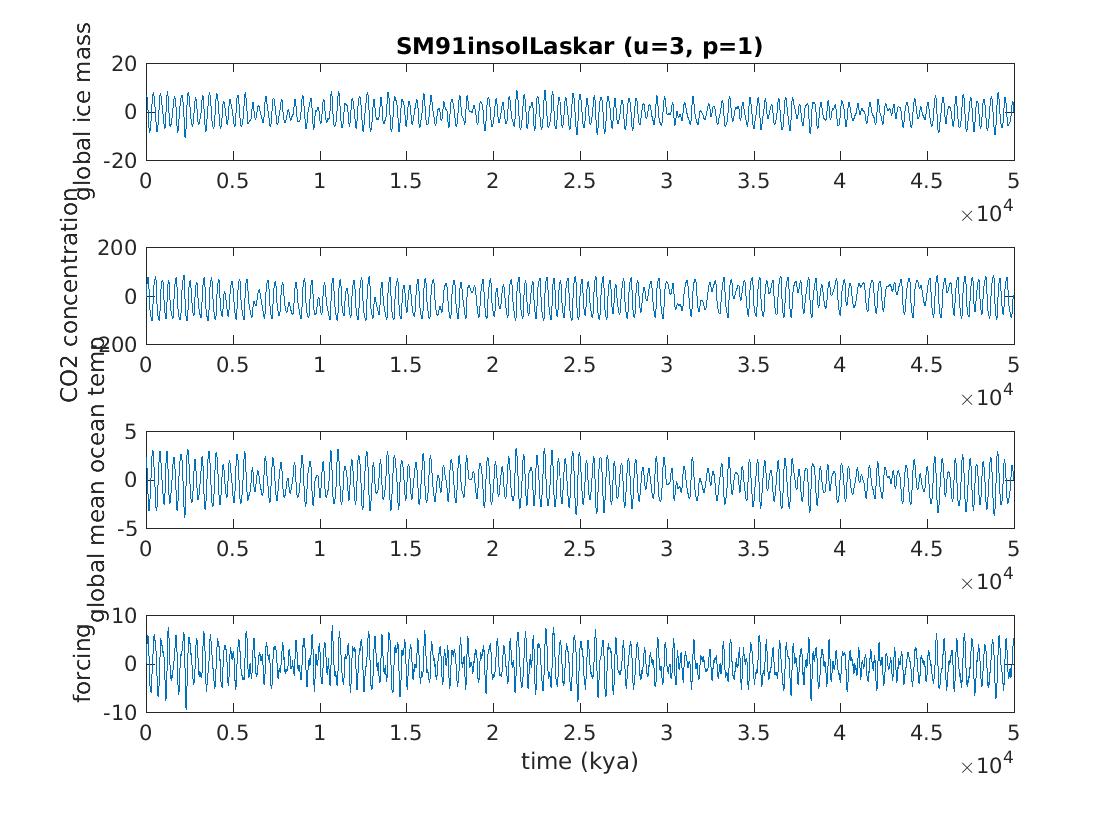 SM91insolLaskar (u=3, p=1)
global ice mass
20
0
-20
0 0.5 1 1.5 2 2.5 3 3.5 4 4.5 5
×10^4
CO2 concentration
200
0
200
0 0.5 1 1.5 2 2.5 3 3.5 4 4.5 5
×10^4
global mean ocean temp
5
0
-5
0 0.5 1 1.5 2 2.5 3 3.5 4 4.5 5
×10^4
forcing
10
0
-10
0 0.5 1 1.5 2 2.5 3 3.5 4 4.5 5
time (kya)
×10^4